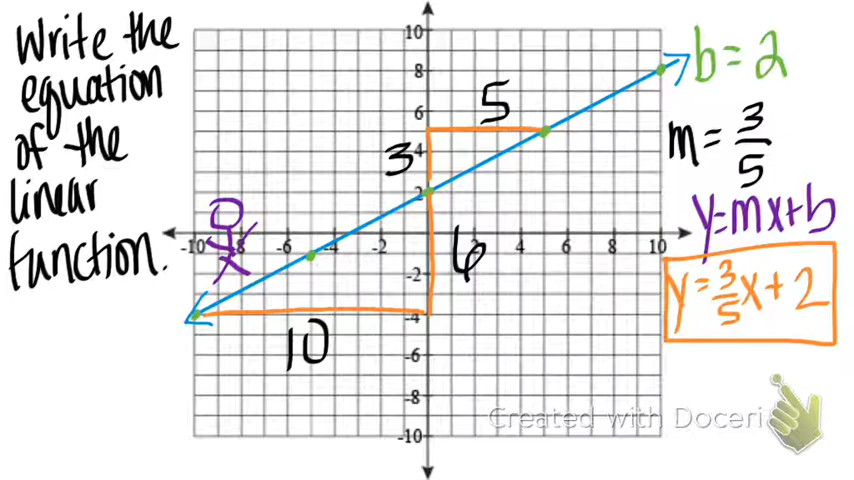 Write the
equation
of the
linear
function.
b = 2
m = 3/5
y=mx+b
y = 3/5 x + 2
5
3
6
10
10
8
6
4
2
-2
-4
-6
-8
-10
-10 -8 -6 -4 -2 4 6 8 10
Created with Doceri